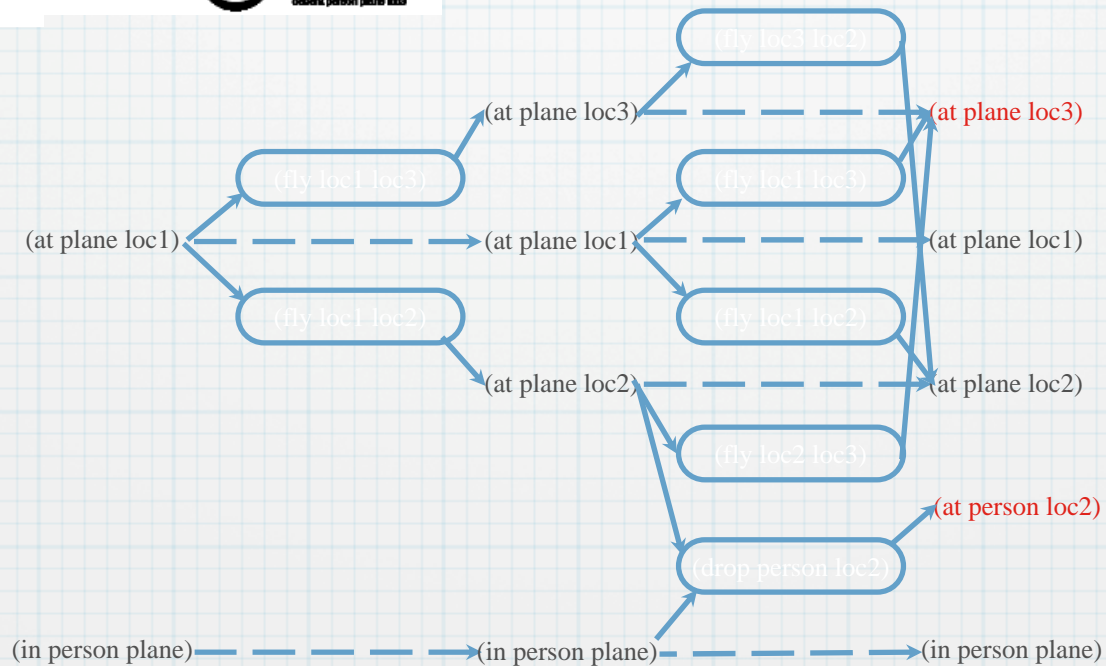 (fly loc3 loc2)
(at plane loc3)
(at plane loc3)
(fly loc1 loc3)
(fly loc1 loc3)
(at plane loc1)
(at plane loc1)
(at plane loc1)
(fly loc1 loc2)
(fly loc1 loc2)
(at plane loc2)
(at plane loc2)
(fly loc2 loc3)
(at person loc2)
(drop person loc2)
(in person plane)
(in person plane)
(in person plane)